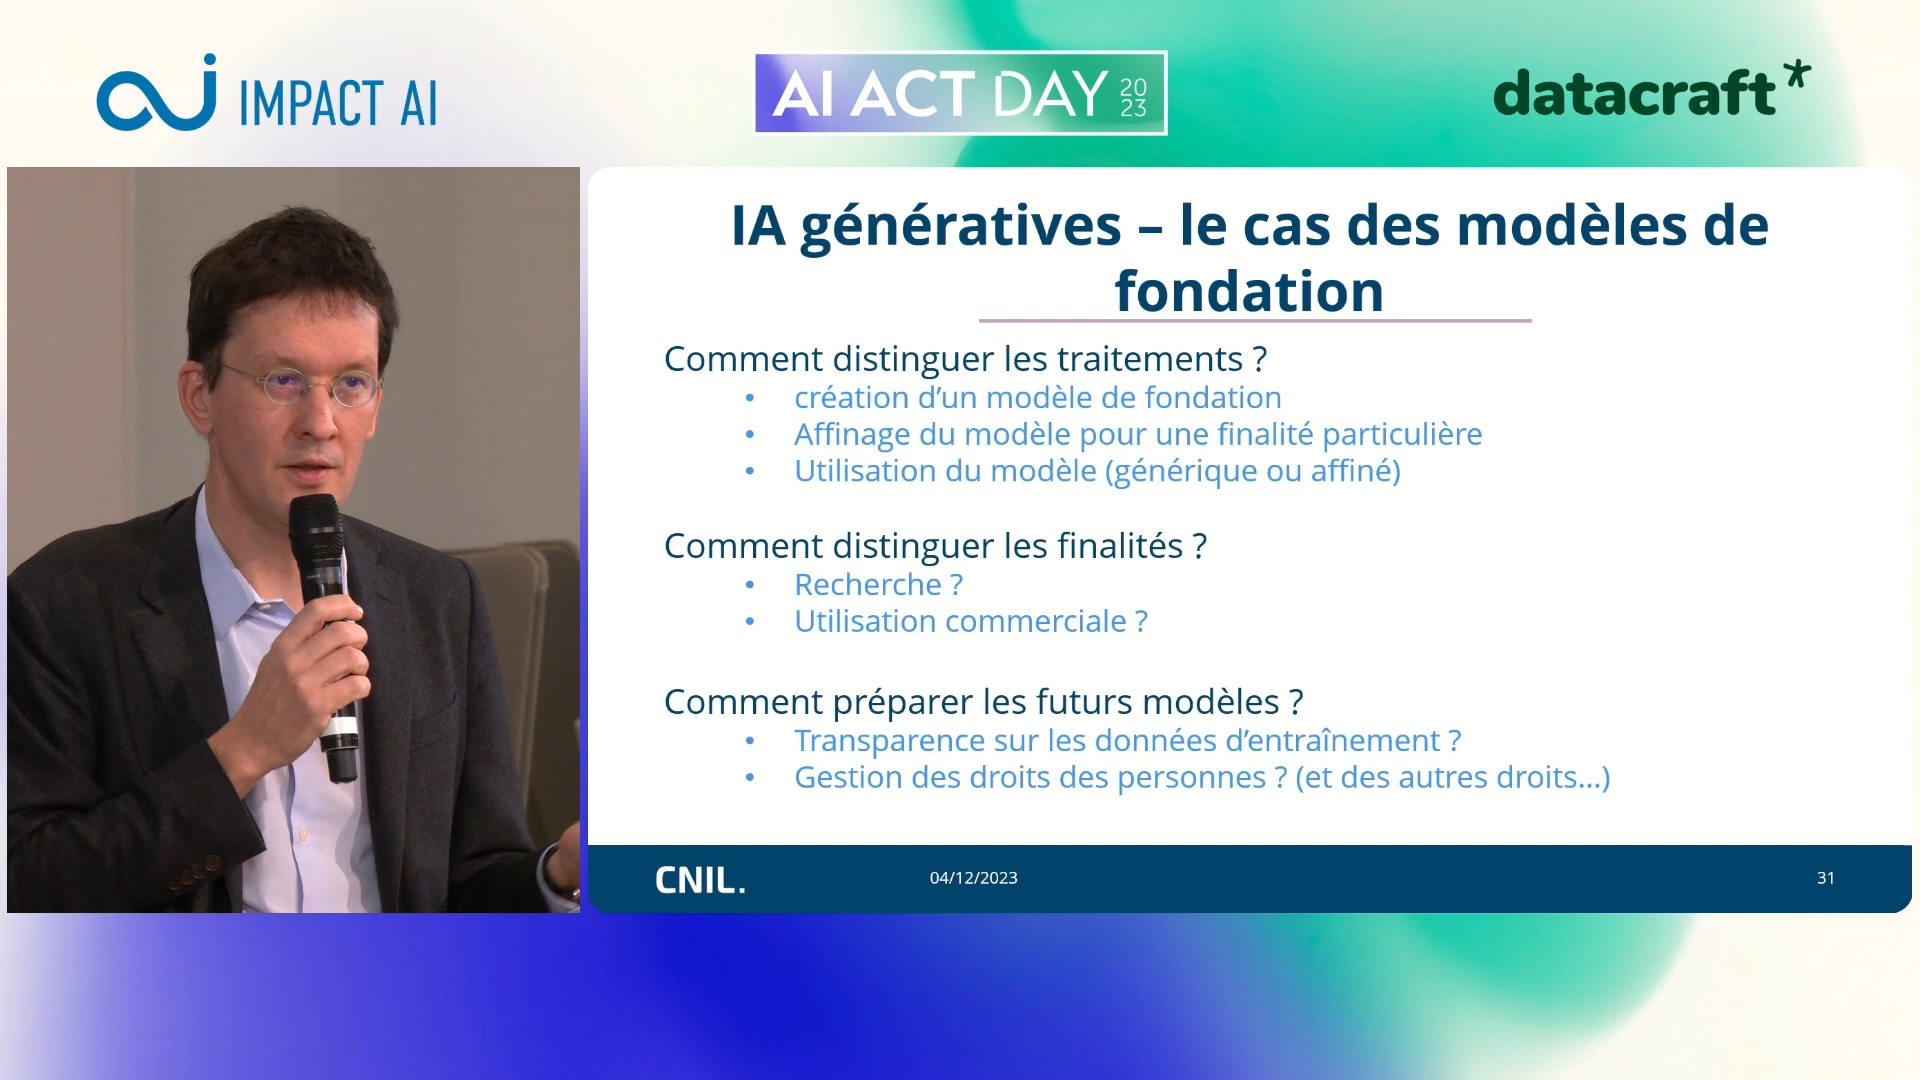 IMPACT AI
AI ACT DAY 2023
datacraft*
IA génératives – le cas des modèles de
fondation
Comment distinguer les traitements ?
• création d’un modèle de fondation
• Affinage du modèle pour une finalité particulière
• Utilisation du modèle (générique ou affiné)
Comment distinguer les finalités ?
• Recherche ?
• Utilisation commerciale ?
Comment préparer les futurs modèles ?
• Transparence sur les données d’entraînement ?
• Gestion des droits des personnes ? (et des autres droits…)
CNIL.
04/12/2023
31